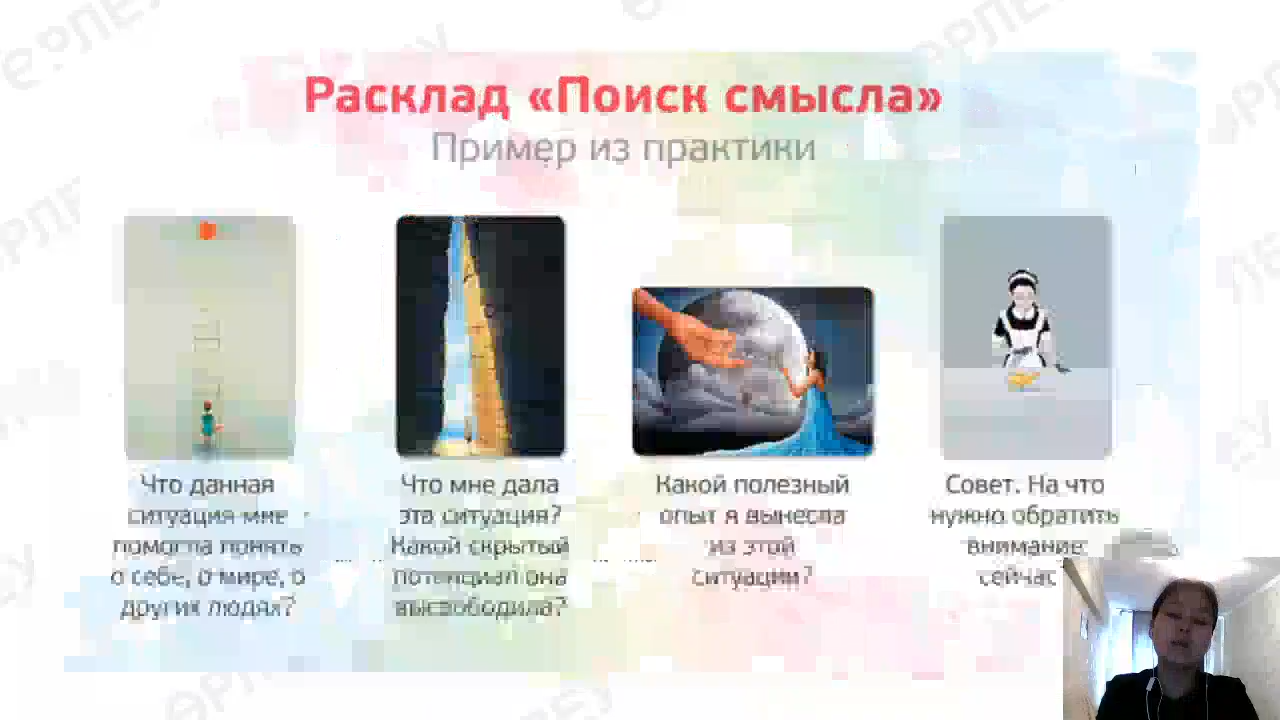 Расклад «Поиск смысла»
Пример из практики
Что данная
ситуация мне
помогла понять
о себе, о мире, о
других людях?
Что мне дала
эта ситуация?
Какой скрытый
потенциал она
высвободила?
Какой полезный
опыт я вынесла
из этой
ситуации?
Совет. На что
нужно обратить
внимание
сейчас
ӨРЛЕУ